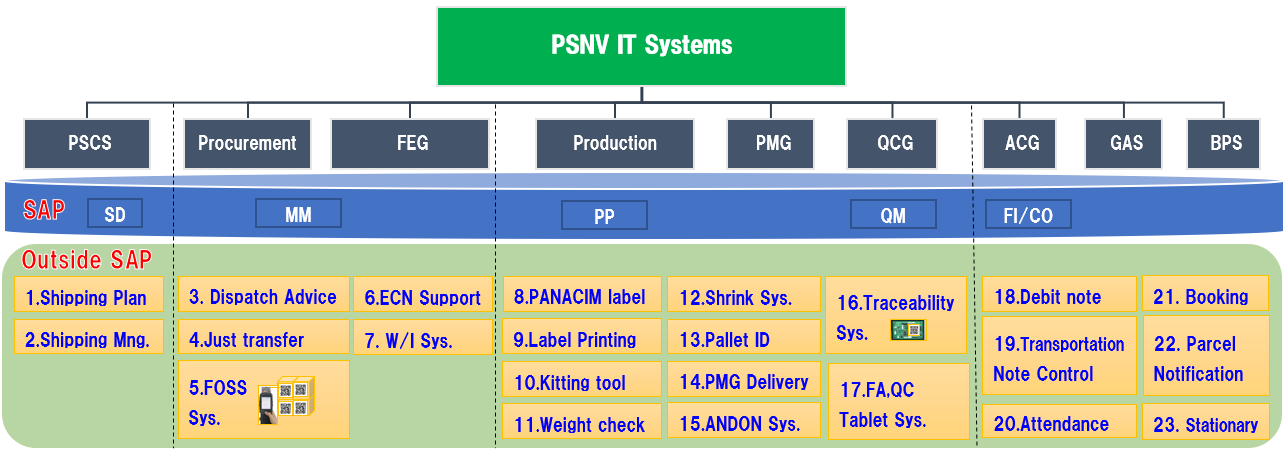 PSNV IT Systems
PSCS
Procurement
FEG
Production
PMG
QCG
ACG
GAS
BPS
SAP
SD
MM
PP
QM
FI/CO
Outside SAP
1.Shipping Plan
2.Shipping Mng.
3. Dispatch Advice
4.Just transfer
5.FOSS
Sys.
6.ECN Support
7. W/I Sys.
8.PANACIM label
9.Label Printing
10.Kitting tool
11.Weight check
12.Shrink Sys.
13.Pallet ID
14.PMG Delivery
15.ANDON Sys.
16.Traceability
Sys.
17.FA,QC
Tablet Sys.
18.Debit note
19.Transportation
Note Control
20.Attendance
21. Booking
22. Parcel
Notification
23. Stationary